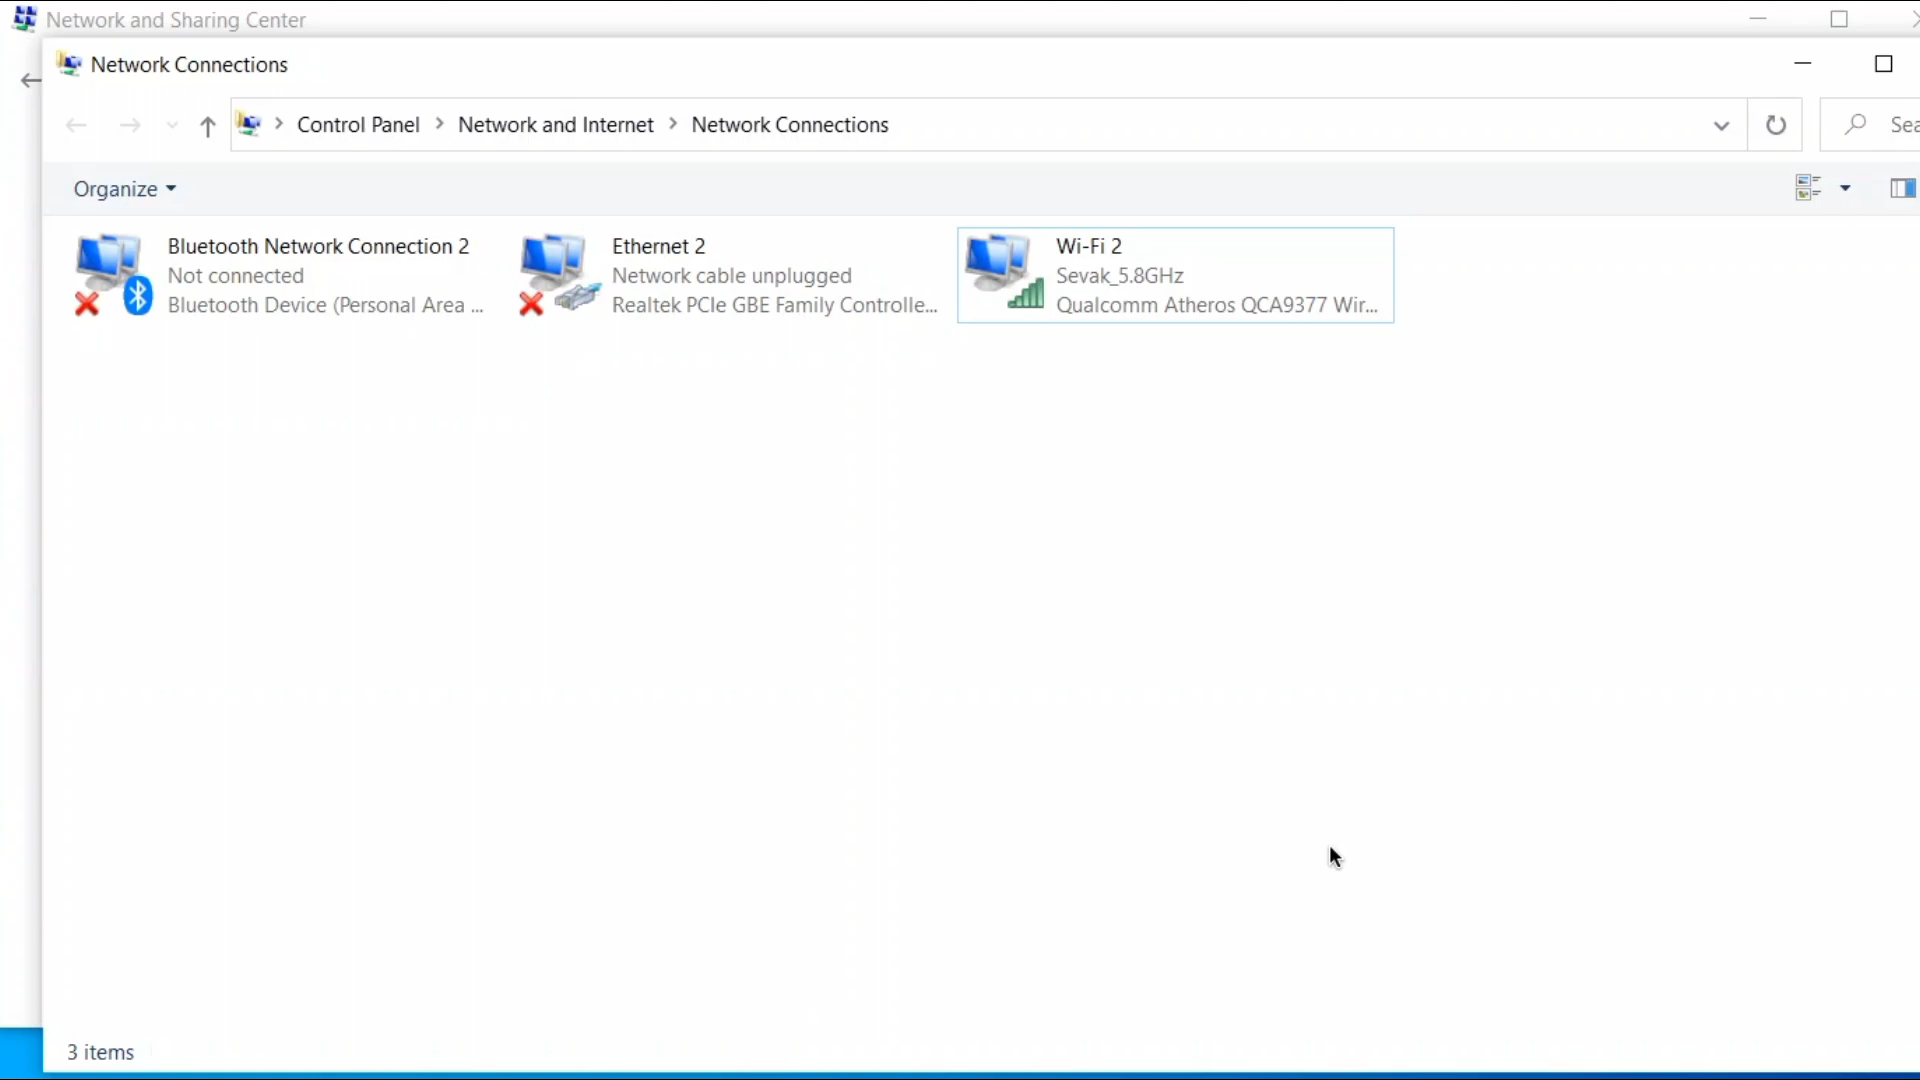 Network and Sharing Center
Network Connections
Control Panel > Network and Internet > Network Connections
Sea
Organize
Bluetooth Network Connection 2
Not connected
Bluetooth Device (Personal Area ...
Ethernet 2
Network cable unplugged
Realtek PCIe GBE Family Controlle...
Wi-Fi 2
Sevak_5.8GHz
Qualcomm Atheros QCA9377 Wir...
3 items